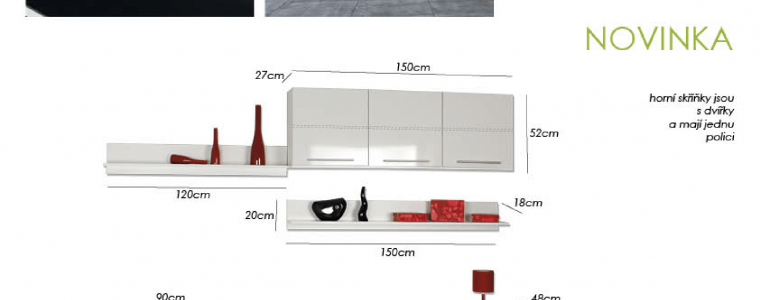 NOVINKA
150cm
27cm
horní skříňky jsou
s dvířky
a mají jednu
polici
52cm
120cm
18cm
20cm
150cm
90cm
48cm